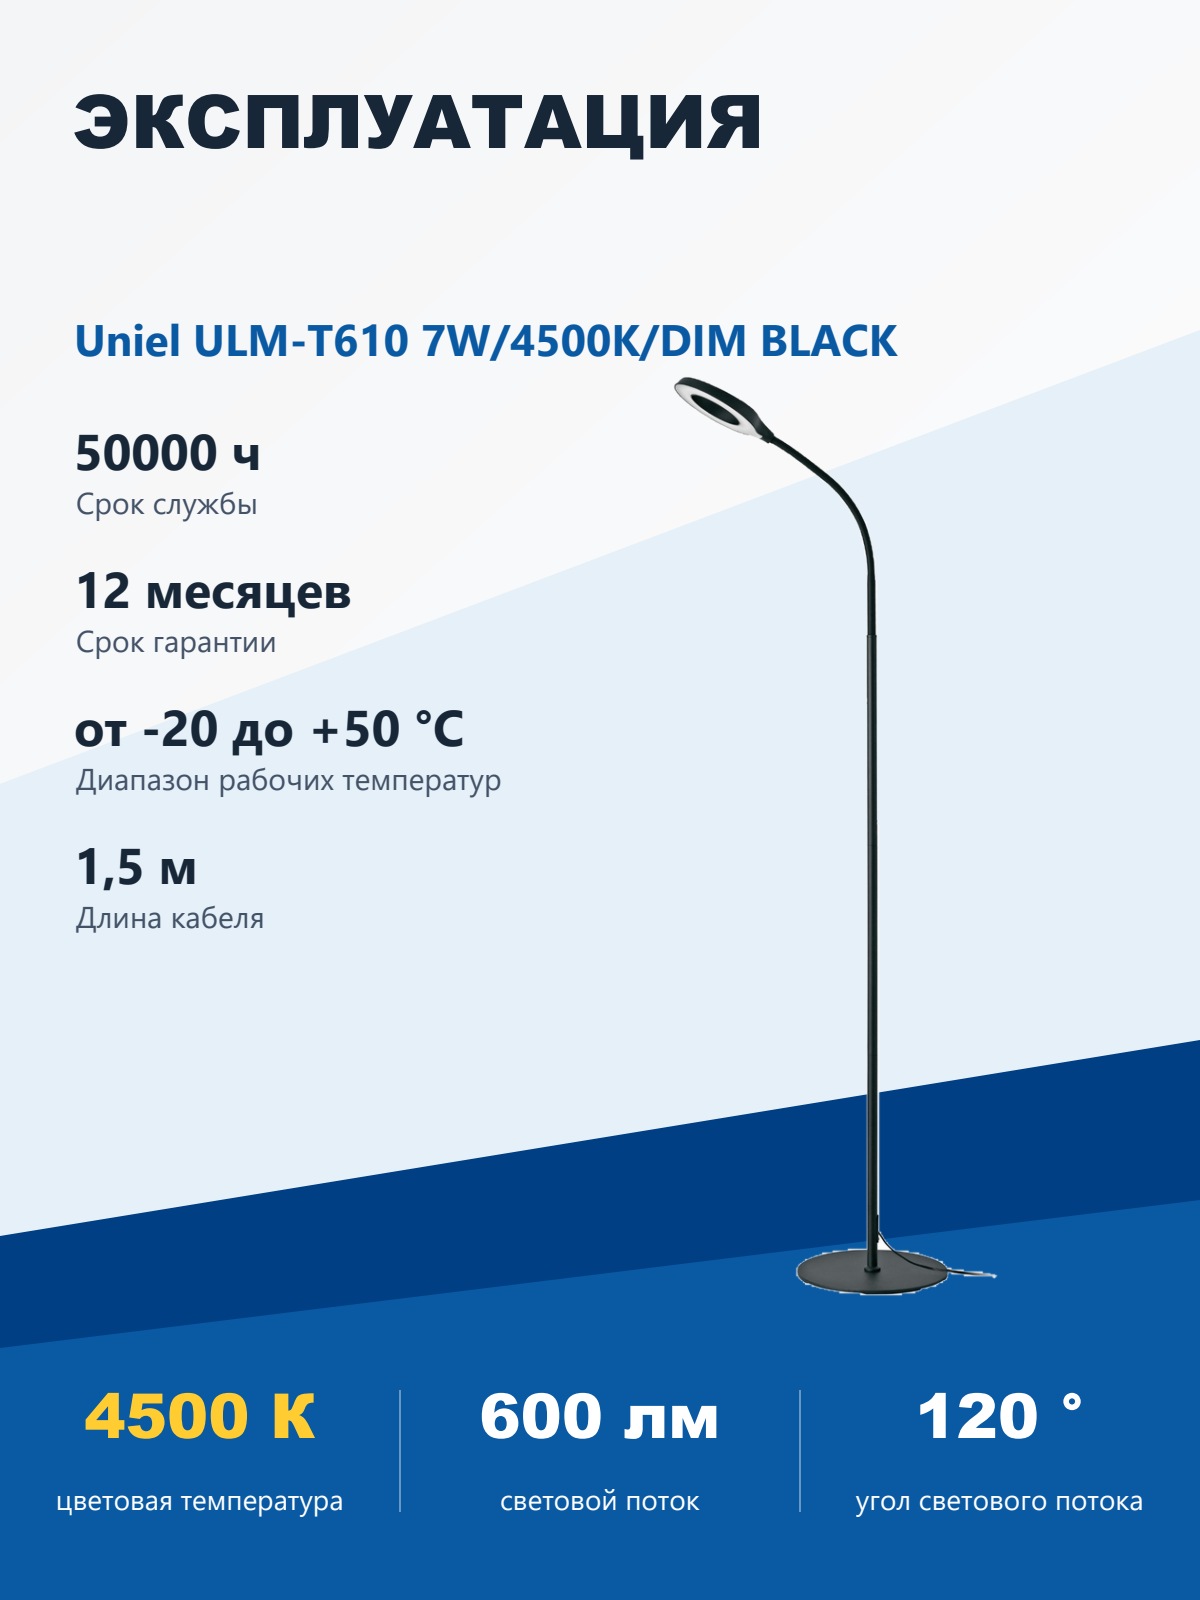 ЭКСПЛУАТАЦИЯ
Uniel ULM-T610 7W/4500K/DIM BLACK
50000 ч
Срок службы
12 месяцев
Срок гарантии
от -20 до +50 °С
Диапазон рабочих температур
1,5 м
Длина кабеля
4500 К
цветовая температура
600 лм
световой поток
120 °
угол светового потока